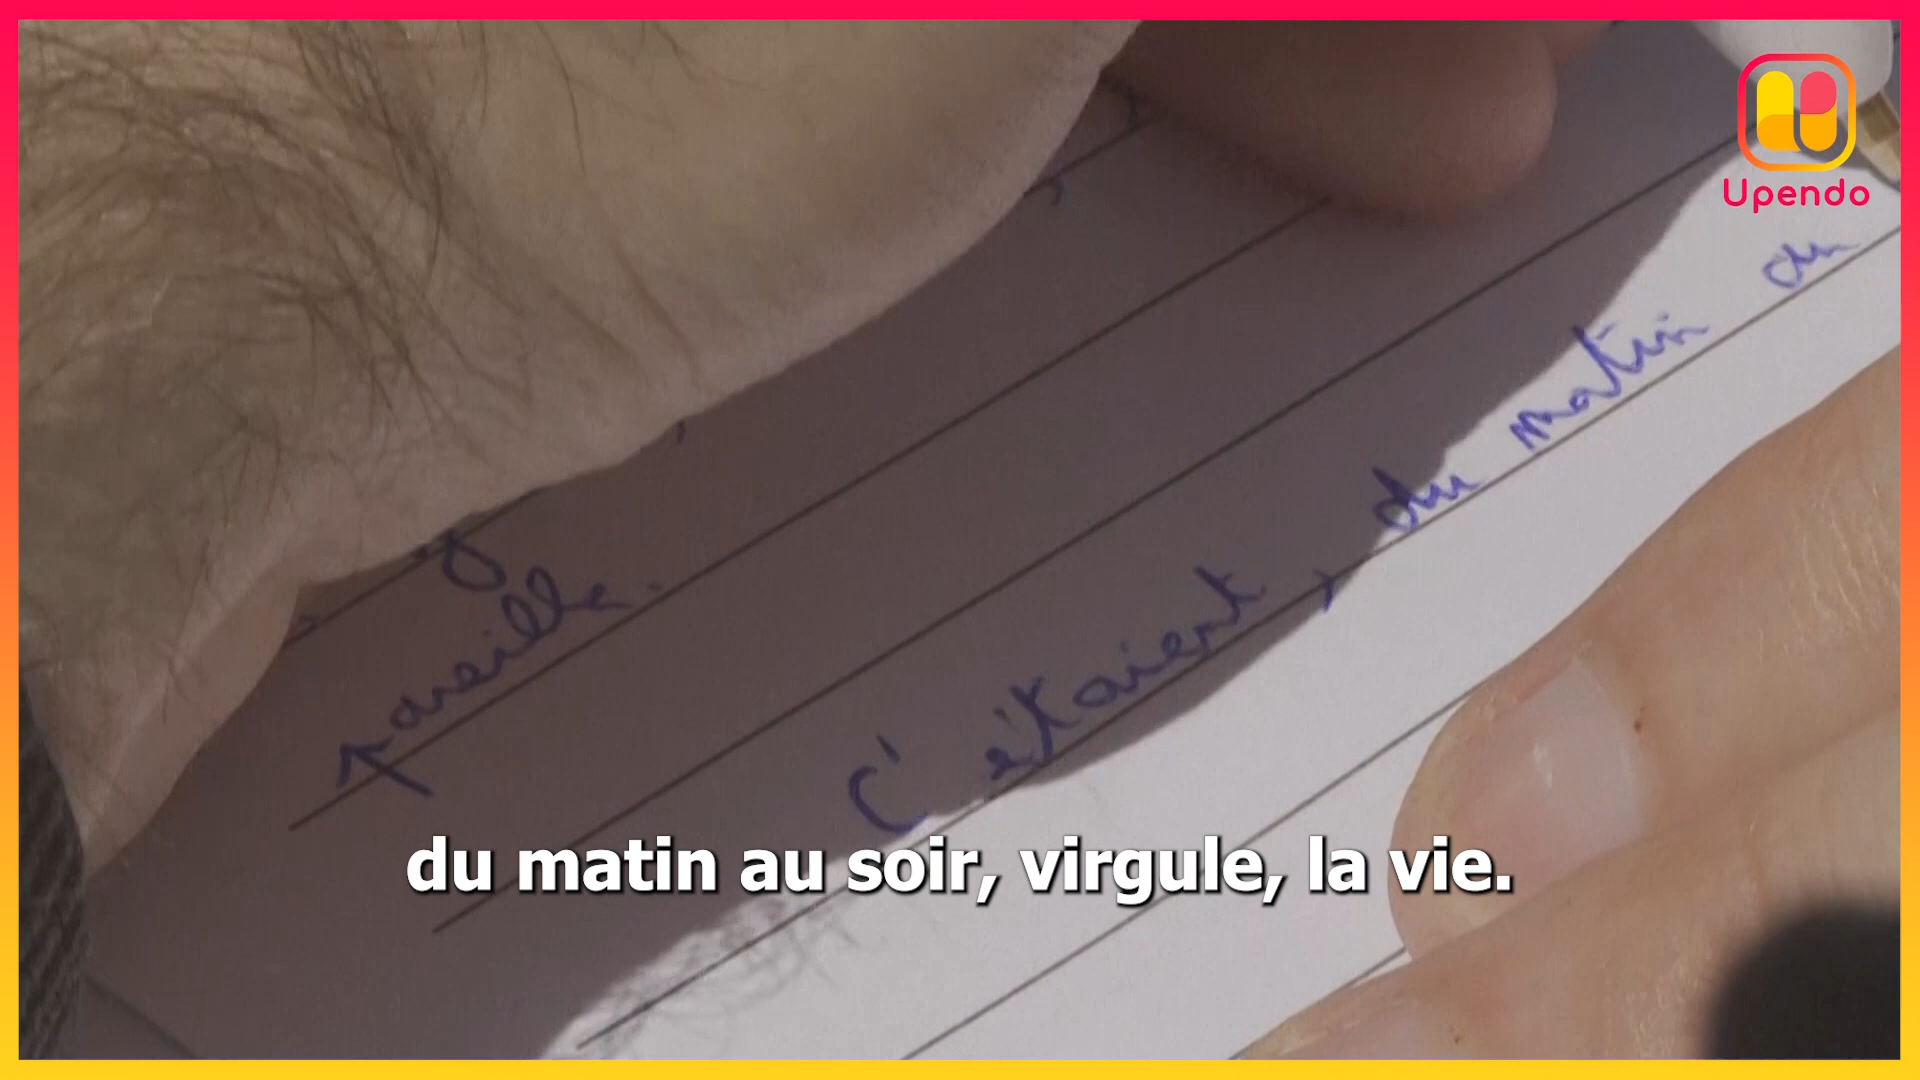 Upendo
pareille.
C'étaient, du matin au
du matin au soir, virgule, la vie.